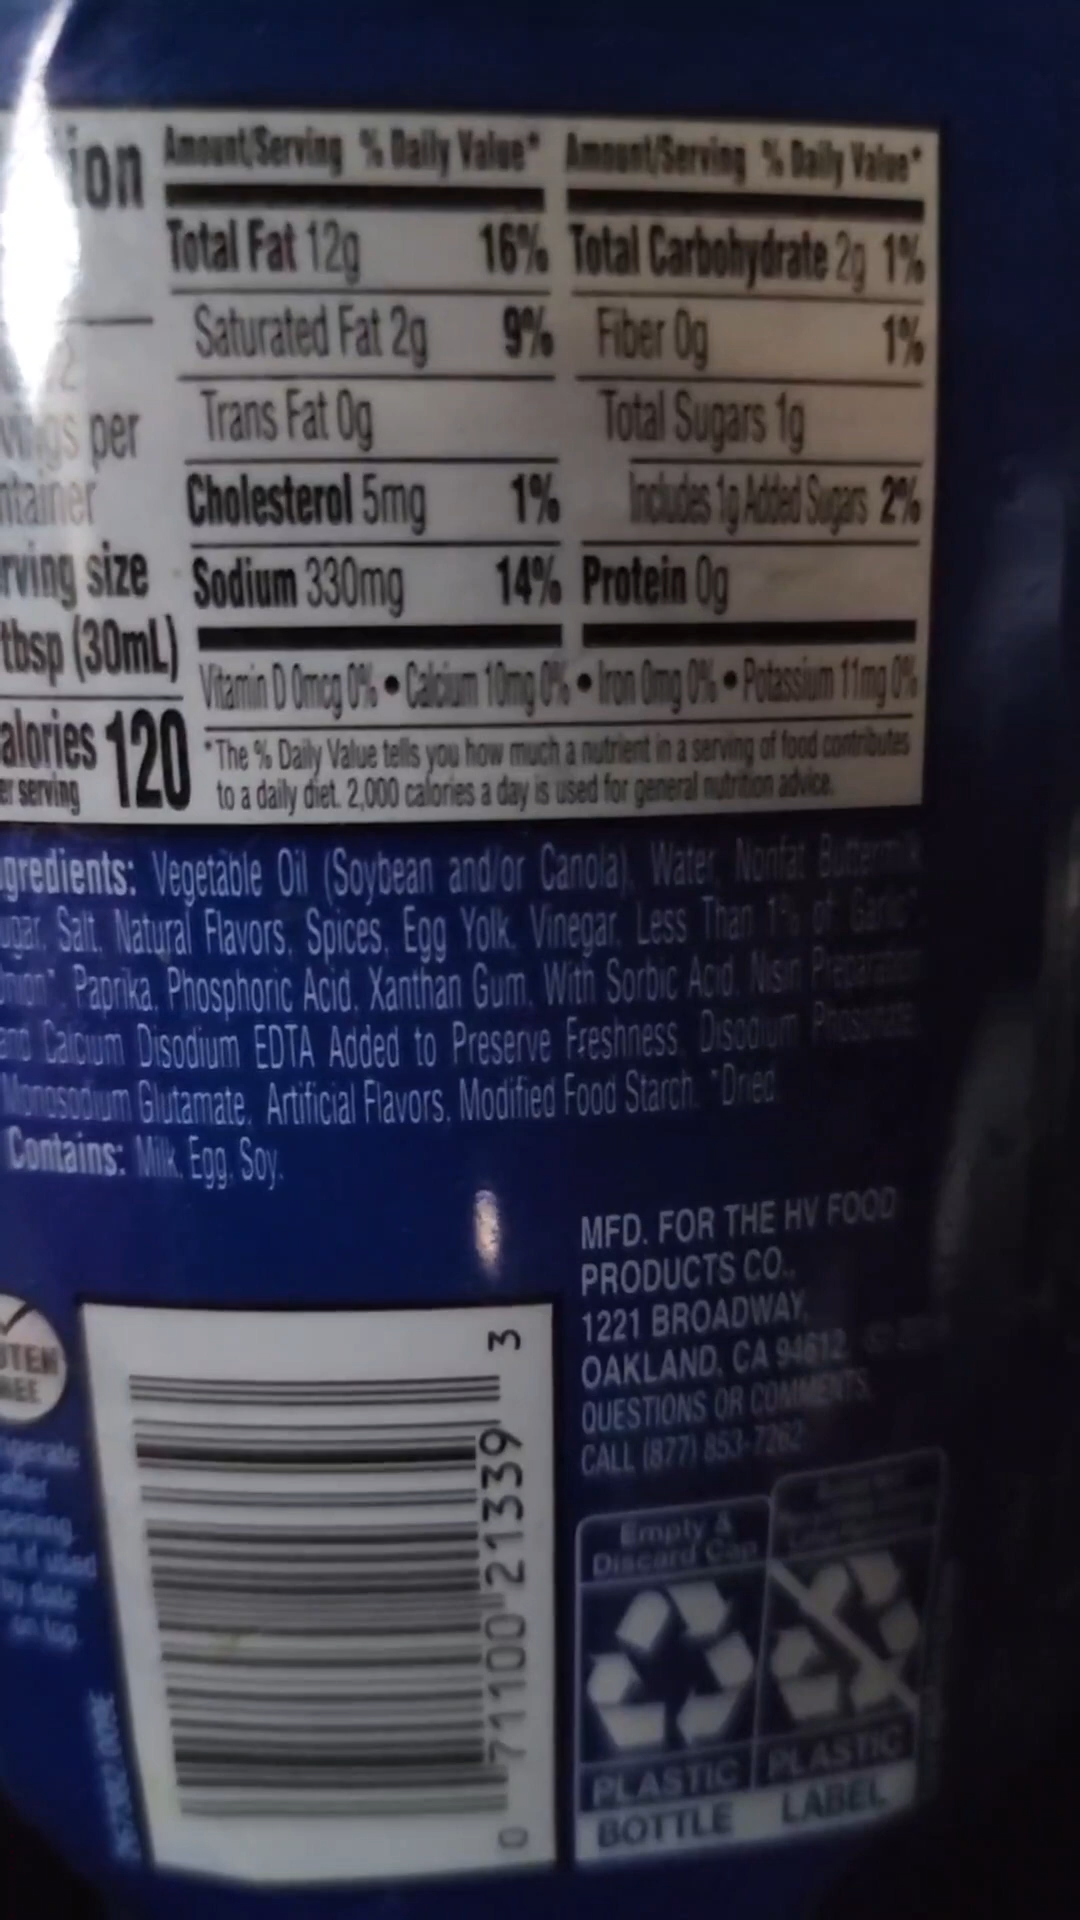 ion
Amount/Serving % Daily Value* Amount/Serving % Daily Value*
Total Fat 12g 16% Total Carbohydrate 2g 1%
Saturated Fat 2g 9% Fiber 0g 1%
Trans Fat 0g Total Sugars 1g
per
Cholesterol 5mg 1% Includes 1g Added Sugars 2%
ntainer
rving size Sodium 330mg 14% Protein 0g
tbsp (30mL)
Vitamin D 0mcg 0% • Calcium 10mg 0% • Iron 0mg 0% • Potassium 11mg 0%
alories 120
er serving
*The % Daily Value tells you how much a nutrient in a serving of food contributes
to a daily diet. 2,000 calories a day is used for general nutrition advice.
ngredients: Vegetable Oil (Soybean and/or Canola), Water, Nonfat Buttermilk
ugar, Salt, Natural Flavors, Spices, Egg Yolk, Vinegar, Less Than 1% of: Garlic*,
nion*, Paprika, Phosphoric Acid, Xanthan Gum, With Sorbic Acid, Nisin Preparation
and Calcium Disodium EDTA Added to Preserve Freshness, Disodium
Monosodium Glutamate, Artificial Flavors, Modified Food Starch. *Dried.
Contains: Milk, Egg, Soy.
MFD. FOR THE HV FOOD
PRODUCTS CO.,
1221 BROADWAY,
OAKLAND, CA 94612
QUESTIONS OR COMMENTS,
CALL (877) 853-7262
0 71100 21339 3
Empty &
Discard Cap
PLASTIC
BOTTLE
PLASTIC
LABEL